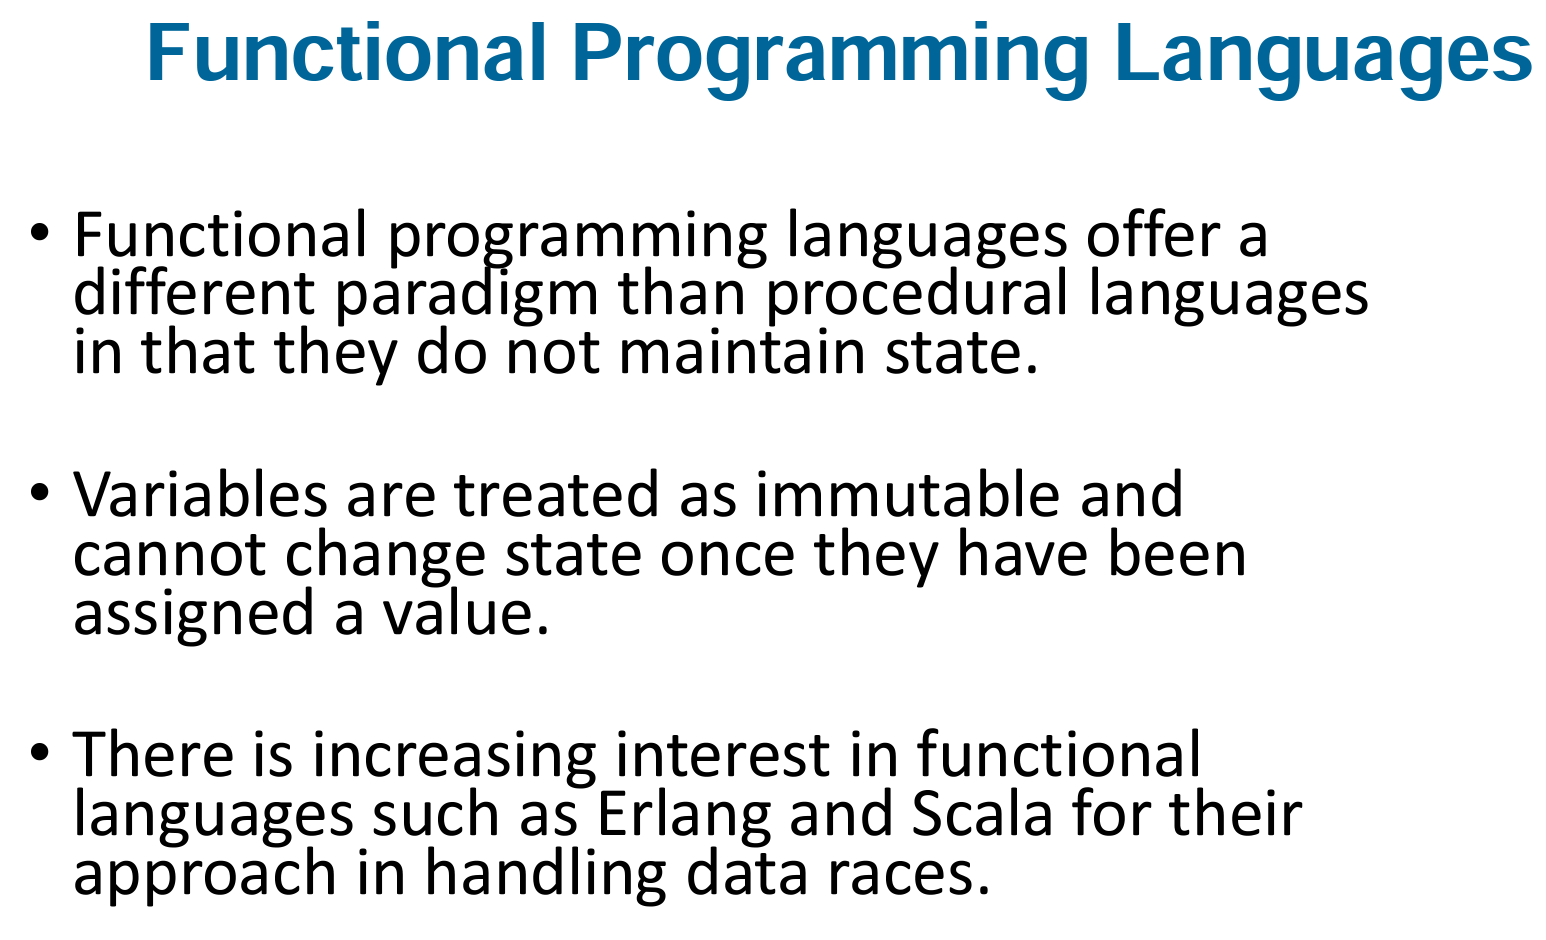 Functional Programming Languages
• Functional programming languages offer a
different paradigm than procedural languages
in that they do not maintain state.
• Variables are treated as immutable and
cannot change state once they have been
assigned a value.
• There is increasing interest in functional
languages such as Erlang and Scala for their
approach in handling data races.